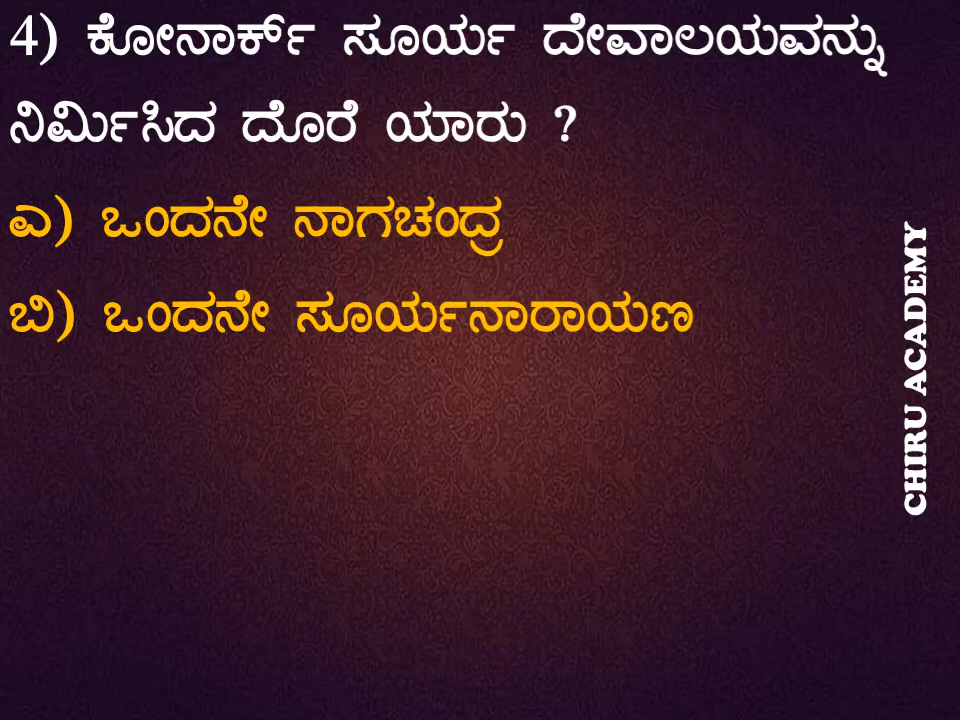 4) ಕೋನಾರ್ಕ್ ಸೂರ್ಯ ದೇವಾಲಯವನ್ನು
ನಿರ್ಮಿಸಿದ ದೊರೆ ಯಾರು ?
ಎ) ಒಂದನೇ ನಾಗಚಂದ್ರ
ಬಿ) ಒಂದನೇ ಸೂರ್ಯನಾರಾಯಣ
CHIRU ACADEMY